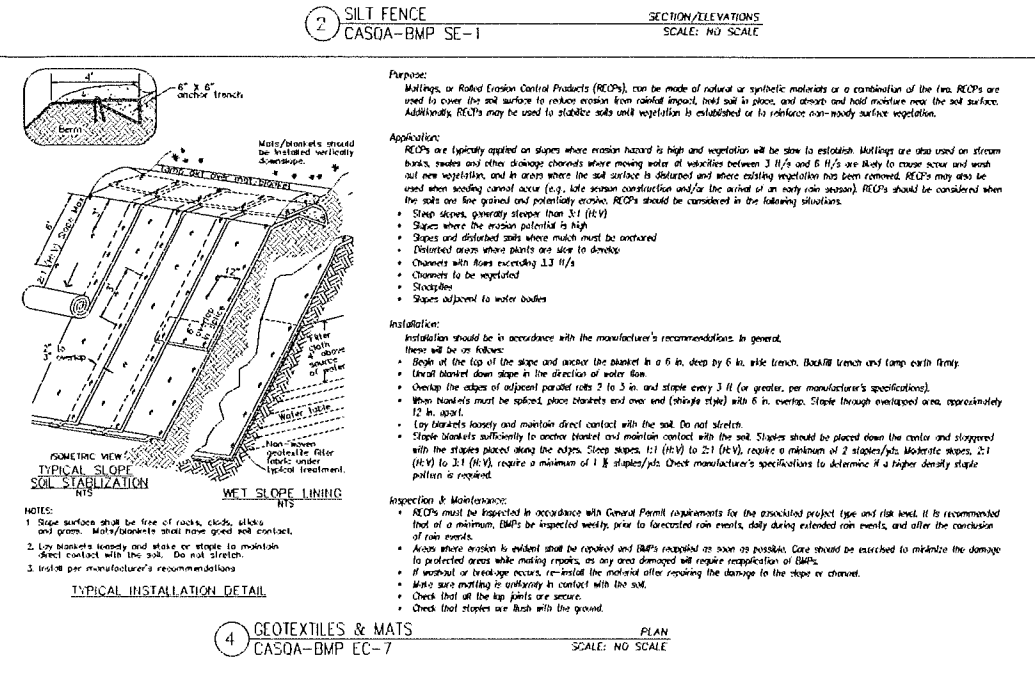 2
SILT FENCE
CASQA-BMP SE-1
SECTION/ELEVATIONS
SCALE: NO SCALE
4'
6" X 6"
anchor trench
Berm
Mats/blankets should
be installed vertically
downslope.
Tamp dirt over mat/blanket
6'
2:1 (H:V) Slope Max
3'
3'
12"
6"
overlap
splice
to
overlap
Filter
cloth
4" above
source
of water
Water table
Non-woven
geotextile filter
fabric under
typical treatment.
ISOMETRIC VIEW
TYPICAL SLOPE
SOIL STABLIZATION
NTS
WET SLOPE LINING
NTS
NOTES:
1 Slope surface shall be free of rocks, clods, sticks
and grass. Mats/blankets shall have good soil contact.
2. Lay blankets loosely and stake or staple to maintain
direct contact with the soil. Do not stretch.
3. Install per manufacturer's recommendations
TYPICAL INSTALLATION DETAIL
Purpose:
Mattings, or Rolled Erosion Control Products (RECPs), can be made of natural or synthetic materials or a combination of the two. RECPs are
used to cover the soil surface to reduce erosion from rainfall impact, hold soil in place, and absorb and hold moisture near the soil surface.
Additionally, RECPs may be used to stabilize soils until vegetation is established or to reinforce non-woody surface vegetation.
Application:
RECPs are typically applied on slopes where erosion hazard is high and vegetation will be slow to establish. Mattings are also used on stream
banks, swales and other drainage channels where moving water at velocities between 3 ft/s and 6 ft/s are likely to cause scour and wash
out new vegetation, and in areas where the soil surface is disturbed and where existing vegetation has been removed. RECPs may also be
used when seeding cannot occur (e.g., late season construction and/or the arrival of an early rain season). RECPs should be considered when
the soils are fine grained and potentially erosive. RECPs should be considered in the following situations.
• Steep slopes, generally steeper than 3:1 (H:V)
• Slopes where the erosion potential is high
• Slopes and disturbed soils where mulch must be anchored
• Disturbed areas where plants are slow to develop
• Channels with flows exceeding 3.3 ft/s
• Channels to be vegetated
• Stockpiles
• Slopes adjacent to water bodies
Installation:
Installation should be in accordance with the manufacturer's recommendations. In general,
these will be as follows:
• Begin at the top of the slope and anchor the blanket in a 6 in. deep by 6 in. wide trench. Backfill trench and tamp earth firmly.
• Unroll blanket down slope in the direction of water flow.
• Overlap the edges of adjacent parallel rolls 2 to 3 in. and staple every 3 ft (or greater, per manufacturer's specifications).
• When blankets must be spliced, place blankets end over end (shingle style) with 6 in. overlap. Staple through overlapped area, approximately
12 in. apart.
• Lay blankets loosely and maintain direct contact with the soil. Do not stretch.
• Staple blankets sufficiently to anchor blanket and maintain contact with the soil. Staples should be placed down the center and staggered
with the staples placed along the edges. Steep slopes, 1:1 (H:V) to 2:1 (H:V), require a minimum of 2 staples/yd². Moderate slopes, 2:1
(H:V) to 3:1 (H:V), require a minimum of 1 ½ staples/yd². Check manufacturer's specifications to determine if a higher density staple
pattern is required.
Inspection & Maintenance:
• RECPs must be inspected in accordance with General Permit requirements for the associated project type and risk level. It is recommended
that at a minimum, BMPs be inspected weekly, prior to forecasted rain events, daily during extended rain events, and after the conclusion
of rain events.
• Areas where erosion is evident shall be repaired and BMPs reapplied as soon as possible. Care should be exercised to minimize the damage
to protected areas while making repairs, as any area damaged will require reapplication of BMPs.
• If washout or breakage occurs, re-install the material after repairing the damage to the slope or channel.
• Make sure matting is uniformly in contact with the soil.
• Check that all the lap joints are secure.
• Check that staples are flush with the ground.
4
GEOTEXTILES & MATS
CASQA-BMP EC-7
PLAN
SCALE: NO SCALE